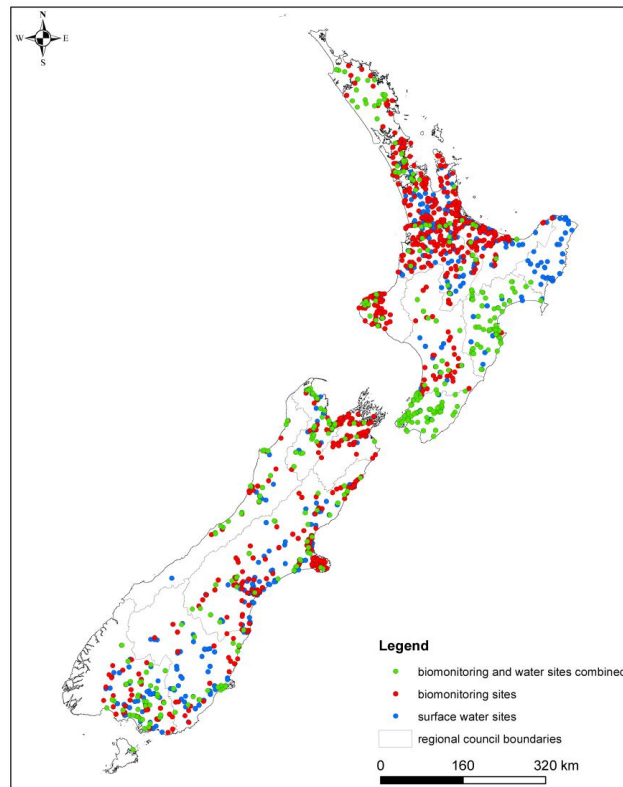 N
W E
S
Legend
biomonitoring and water sites combined
biomonitoring sites
surface water sites
regional council boundaries
0 160 320 km